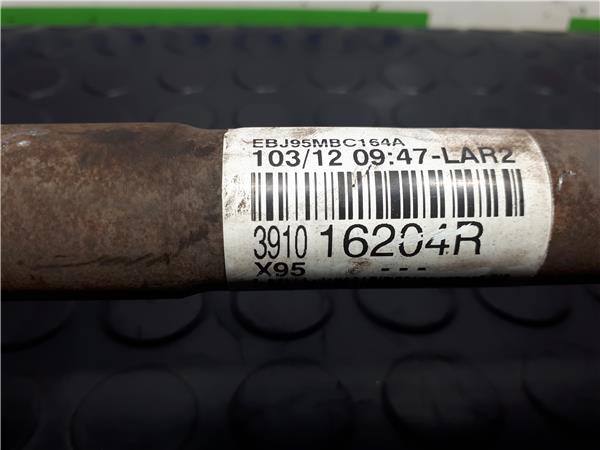 EBJ95MBC164A
103/12 09:47-LAR2
3910 16204R
X95 - - -